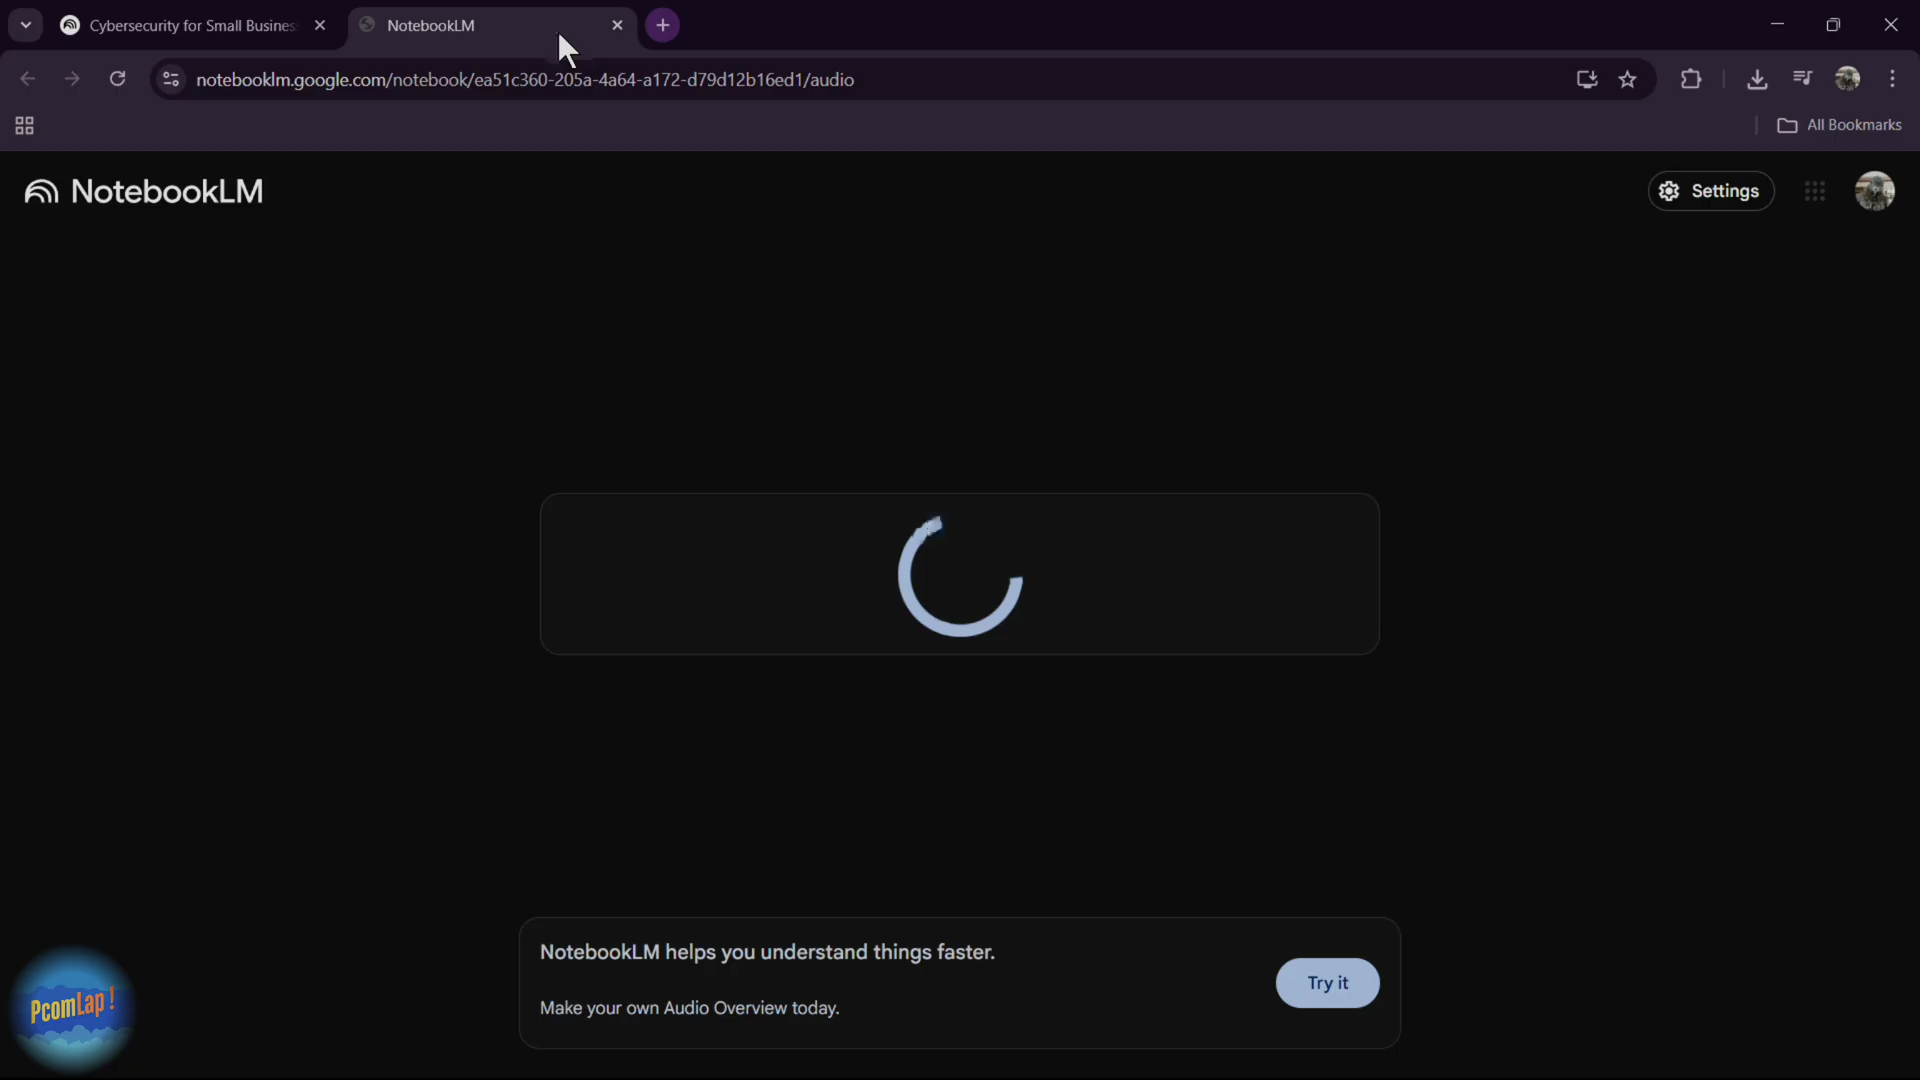 Cybersecurity for Small Busines
NotebookLM
notebooklm.google.com/notebook/ea51c360-205a-4a64-a172-d79d12b16ed1/audio
All Bookmarks
NotebookLM
Settings
NotebookLM helps you understand things faster.
Try it
Make your own Audio Overview today.
PcomLap!